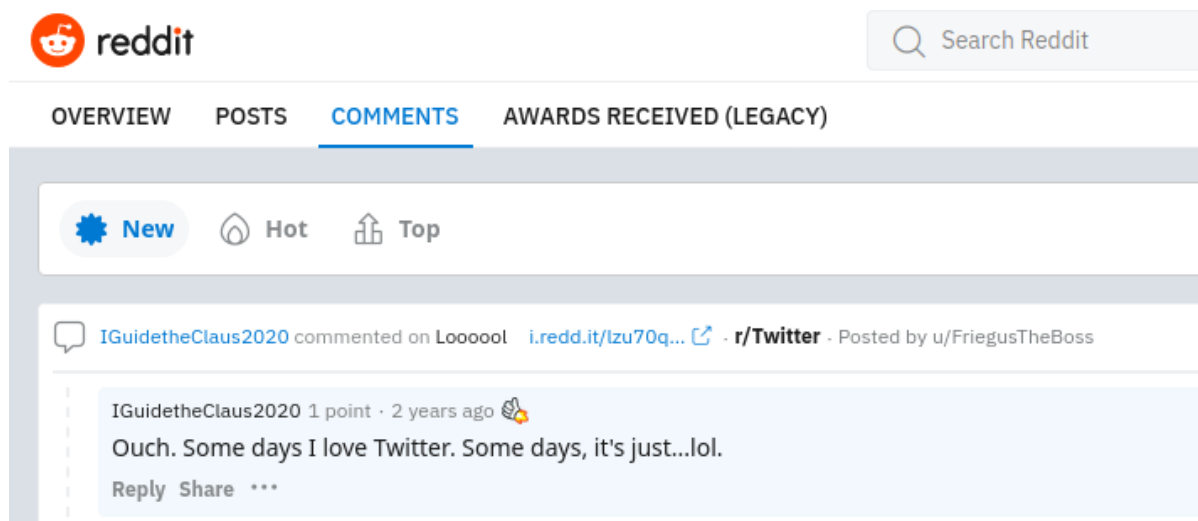 reddit
Search Reddit
OVERVIEW POSTS COMMENTS AWARDS RECEIVED (LEGACY)
New Hot Top
IGuidetheClaus2020 commented on Loooool i.redd.it/lzu70q... · r/Twitter · Posted by u/FriegusTheBoss
IGuidetheClaus2020 1 point · 2 years ago
Ouch. Some days I love Twitter. Some days, it's just...lol.
Reply Share ···